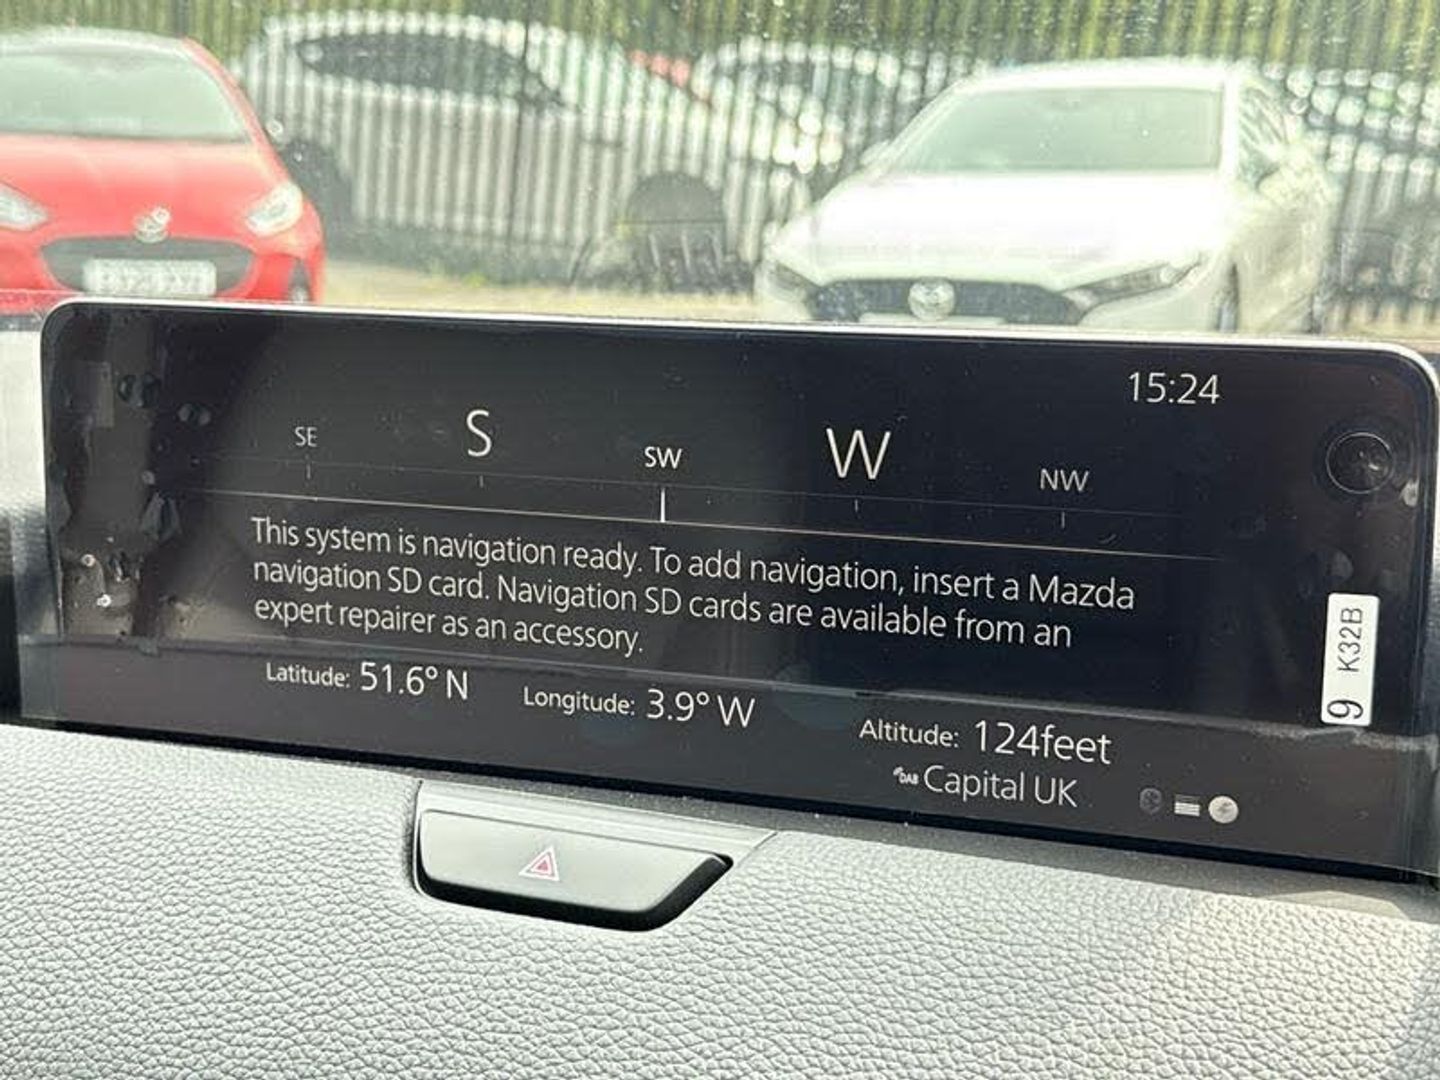 15:24
SE S SW W NW
This system is navigation ready. To add navigation, insert a Mazda
navigation SD card. Navigation SD cards are available from an
expert repairer as an accessory.
Latitude: 51.6° N Longitude: 3.9° W Altitude: 124feet
DAB Capital UK
9 K32B